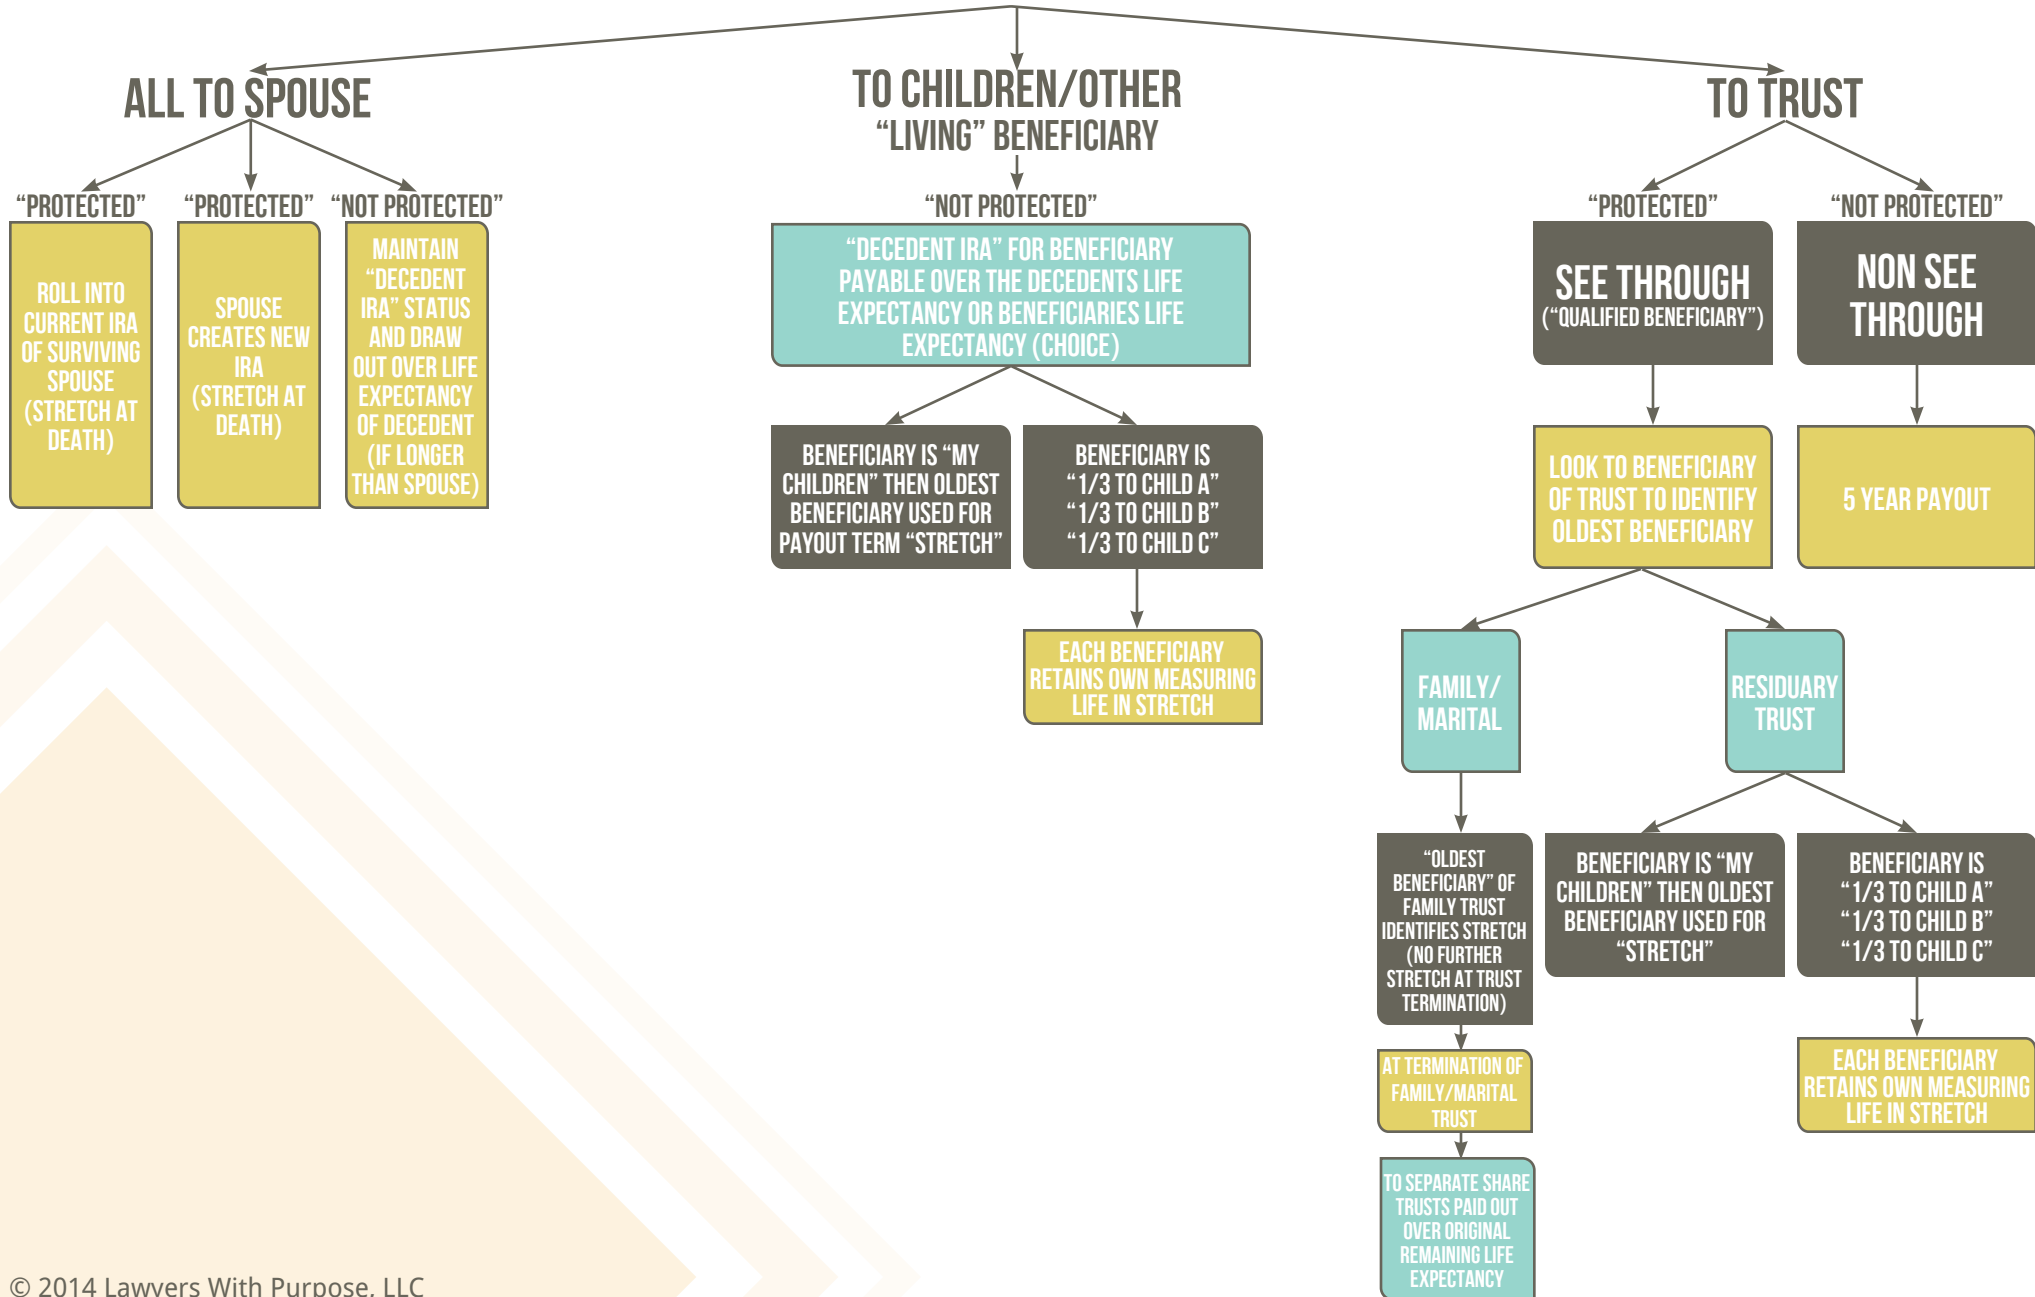 ALL TO SPOUSE
"PROTECTED"
ROLL INTO
CURRENT IRA
OF SURVIVING
SPOUSE
(STRETCH AT
DEATH)
"PROTECTED"
SPOUSE
CREATES NEW
IRA
(STRETCH AT
DEATH)
"NOT PROTECTED"
MAINTAIN
"DECEDENT
IRA" STATUS
AND DRAW
OUT OVER LIFE
EXPECTANCY
OF DECEDENT
(IF LONGER
THAN SPOUSE)
TO CHILDREN/OTHER
"LIVING" BENEFICIARY
"NOT PROTECTED"
"DECEDENT IRA" FOR BENEFICIARY
PAYABLE OVER THE DECEDENTS LIFE
EXPECTANCY OR BENEFICIARIES LIFE
EXPECTANCY (CHOICE)
BENEFICIARY IS "MY
CHILDREN" THEN OLDEST
BENEFICIARY USED FOR
PAYOUT TERM "STRETCH"
BENEFICIARY IS
"1/3 TO CHILD A"
"1/3 TO CHILD B"
"1/3 TO CHILD C"
EACH BENEFICIARY
RETAINS OWN MEASURING
LIFE IN STRETCH
TO TRUST
"PROTECTED"
SEE THROUGH
("QUALIFIED BENEFICIARY")
"NOT PROTECTED"
NON SEE
THROUGH
LOOK TO BENEFICIARY
OF TRUST TO IDENTIFY
OLDEST BENEFICIARY
5 YEAR PAYOUT
FAMILY/
MARITAL
RESIDUARY
TRUST
"OLDEST
BENEFICIARY" OF
FAMILY TRUST
IDENTIFIES STRETCH
(NO FURTHER
STRETCH AT TRUST
TERMINATION)
AT TERMINATION OF
FAMILY/MARITAL
TRUST
TO SEPARATE SHARE
TRUSTS PAID OUT
OVER ORIGINAL
REMAINING LIFE
EXPECTANCY
BENEFICIARY IS "MY
CHILDREN" THEN OLDEST
BENEFICIARY USED FOR
"STRETCH"
BENEFICIARY IS
"1/3 TO CHILD A"
"1/3 TO CHILD B"
"1/3 TO CHILD C"
EACH BENEFICIARY
RETAINS OWN MEASURING
LIFE IN STRETCH
© 2014 Lawyers With Purpose, LLC